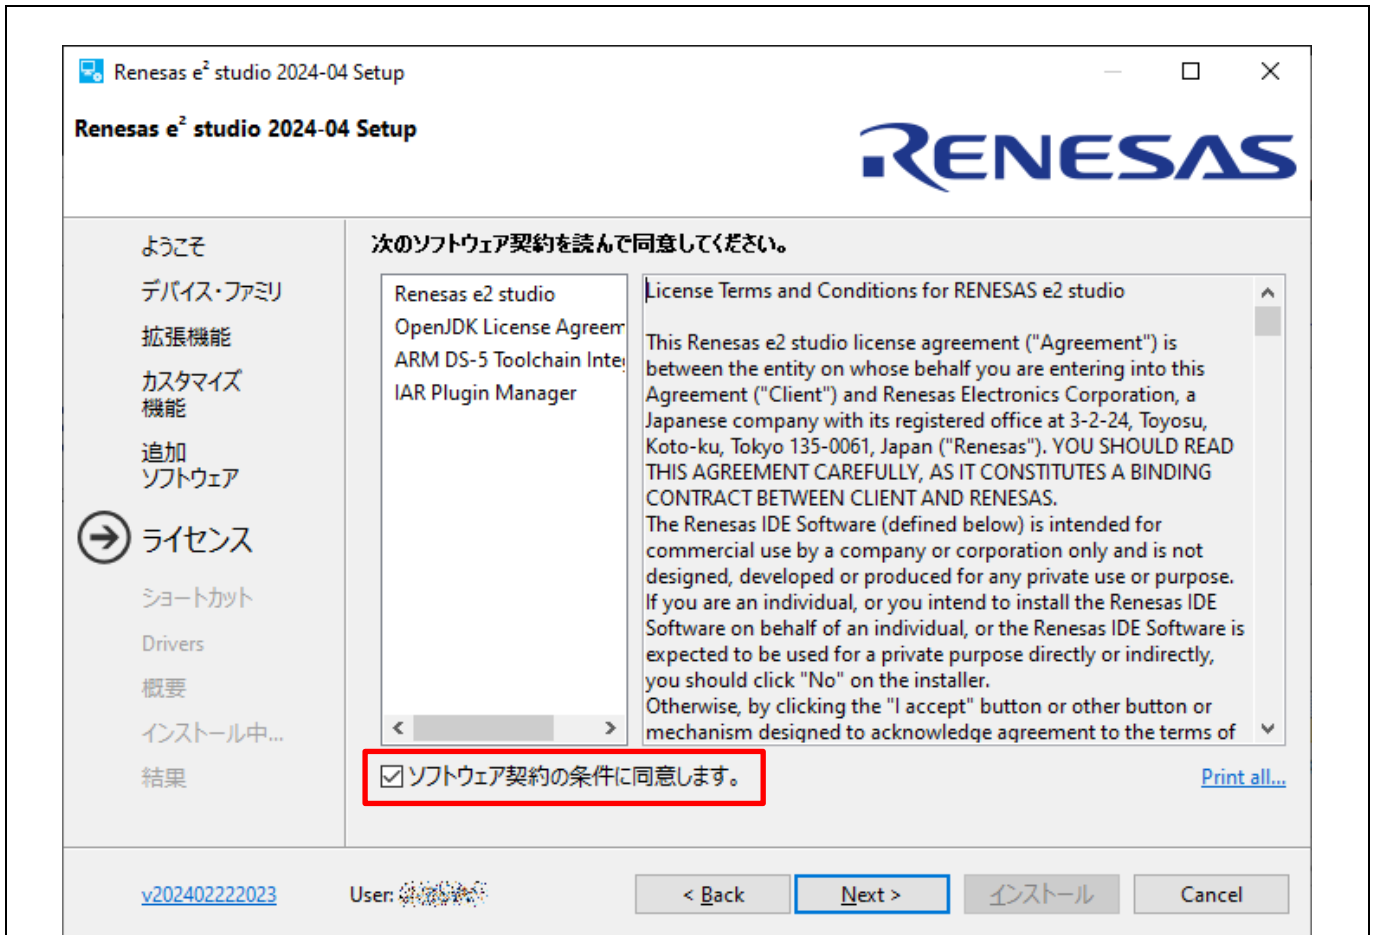 Renesas e² studio 2024-04 Setup
Renesas e² studio 2024-04 Setup
RENESAS
ようこそ
デバイス・ファミリ
拡張機能
カスタマイズ
機能
追加
ソフトウェア
ライセンス
ショートカット
Drivers
概要
インストール中...
結果
次のソフトウェア契約を読んで同意してください。
Renesas e2 studio
OpenJDK License Agreem
ARM DS-5 Toolchain Inte
IAR Plugin Manager
License Terms and Conditions for RENESAS e2 studio
This Renesas e2 studio license agreement ("Agreement") is
between the entity on whose behalf you are entering into this
Agreement ("Client") and Renesas Electronics Corporation, a
Japanese company with its registered office at 3-2-24, Toyosu,
Koto-ku, Tokyo 135-0061, Japan ("Renesas"). YOU SHOULD READ
THIS AGREEMENT CAREFULLY, AS IT CONSTITUTES A BINDING
CONTRACT BETWEEN CLIENT AND RENESAS.
The Renesas IDE Software (defined below) is intended for
commercial use by a company or corporation only and is not
designed, developed or produced for any private use or purpose.
If you are an individual, or you intend to install the Renesas IDE
Software on behalf of an individual, or the Renesas IDE Software is
expected to be used for a private purpose directly or indirectly,
you should click "No" on the installer.
Otherwise, by clicking the "I accept" button or other button or
mechanism designed to acknowledge agreement to the terms of
ソフトウェア契約の条件に同意します。
Print all...
v202402222023
User:
< Back
Next >
インストール
Cancel